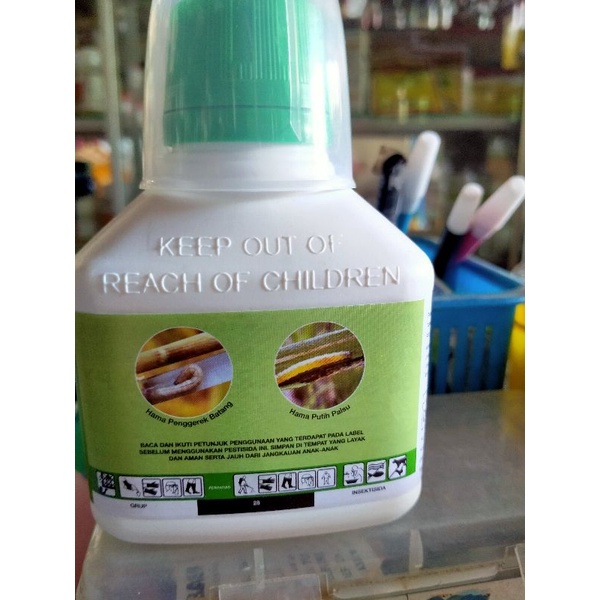 KEEP OUT OF
REACH OF CHILDREN
Hama Penggerek Batang
Hama Putih Palsu
BACA DAN IKUTI PETUNJUK PENGGUNAAN YANG TERDAPAT PADA LABEL
SEBELUM MENGGUNAKAN PESTISIDA INI. SIMPAN DI TEMPAT YANG LAYAK
DAN AMAN SERTA JAUH DARI JANGKAUAN ANAK-ANAK
GRUP
28
INSEKTISIDA